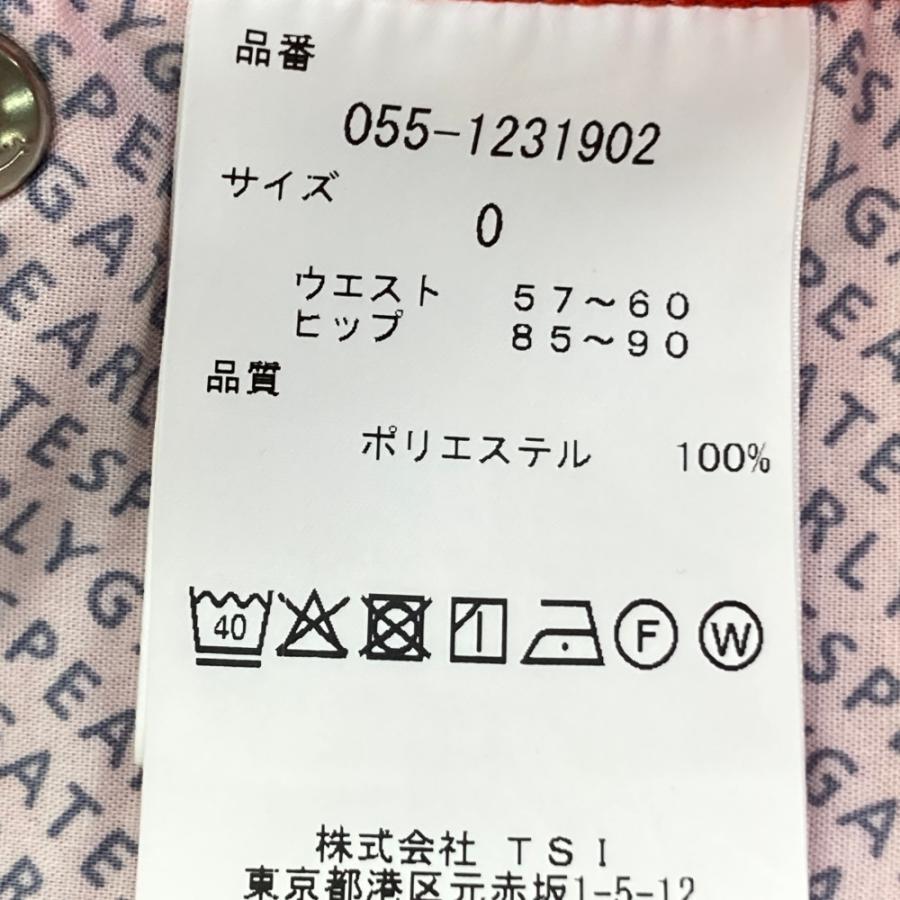 品番
055-1231902
サイズ
0
ウエスト 57～60
ヒップ 85～90
品質
ポリエステル 100%
40
F
W
株式会社 TSI
東京都港区元赤坂1-5-12